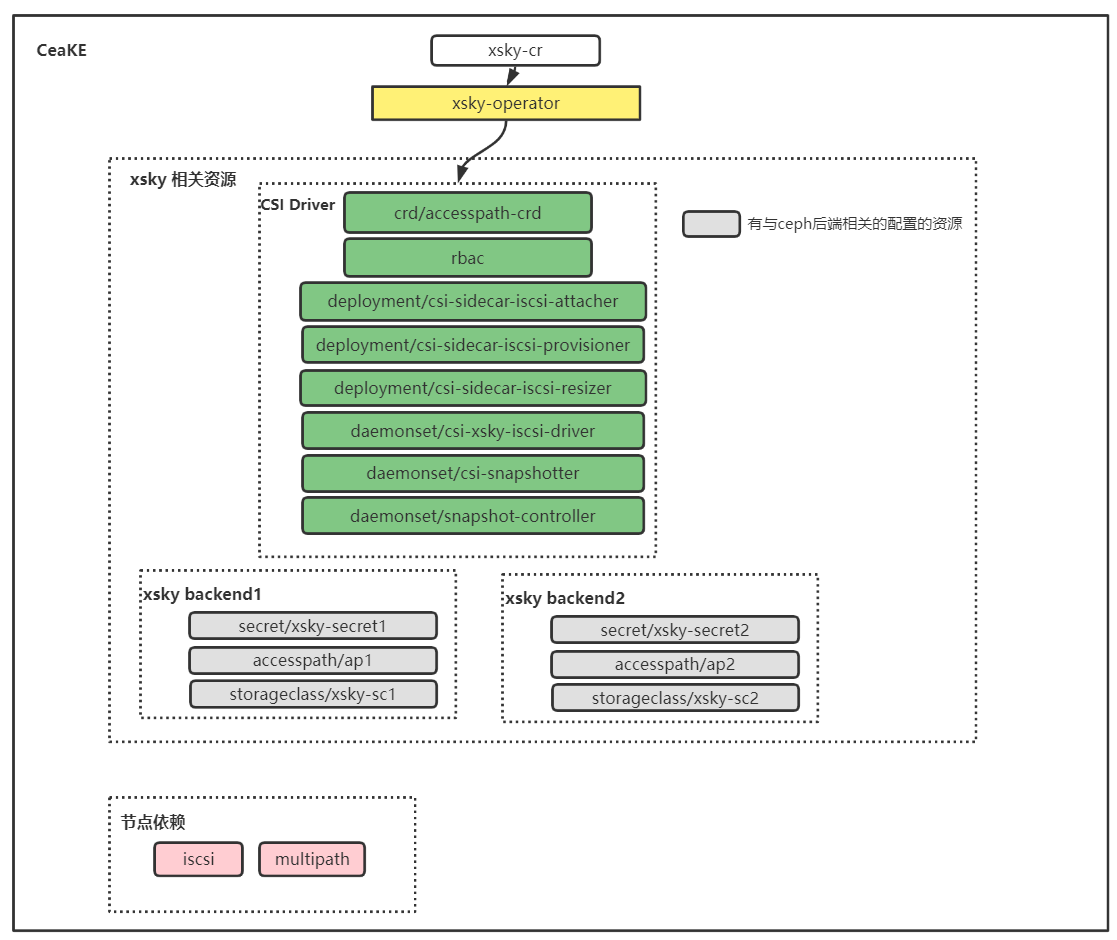 CeaKE
xsky-cr
xsky-operator
xsky 相关资源
CSI Driver
crd/accesspath-crd
有与ceph后端相关的配置的资源
rbac
deployment/csi-sidecar-iscsi-attacher
deployment/csi-sidecar-iscsi-provisioner
deployment/csi-sidecar-iscsi-resizer
daemonset/csi-xsky-iscsi-driver
daemonset/csi-snapshotter
daemonset/snapshot-controller
xsky backend1
secret/xsky-secret1
accesspath/ap1
storageclass/xsky-sc1
xsky backend2
secret/xsky-secret2
accesspath/ap2
storageclass/xsky-sc2
节点依赖
iscsi
multipath